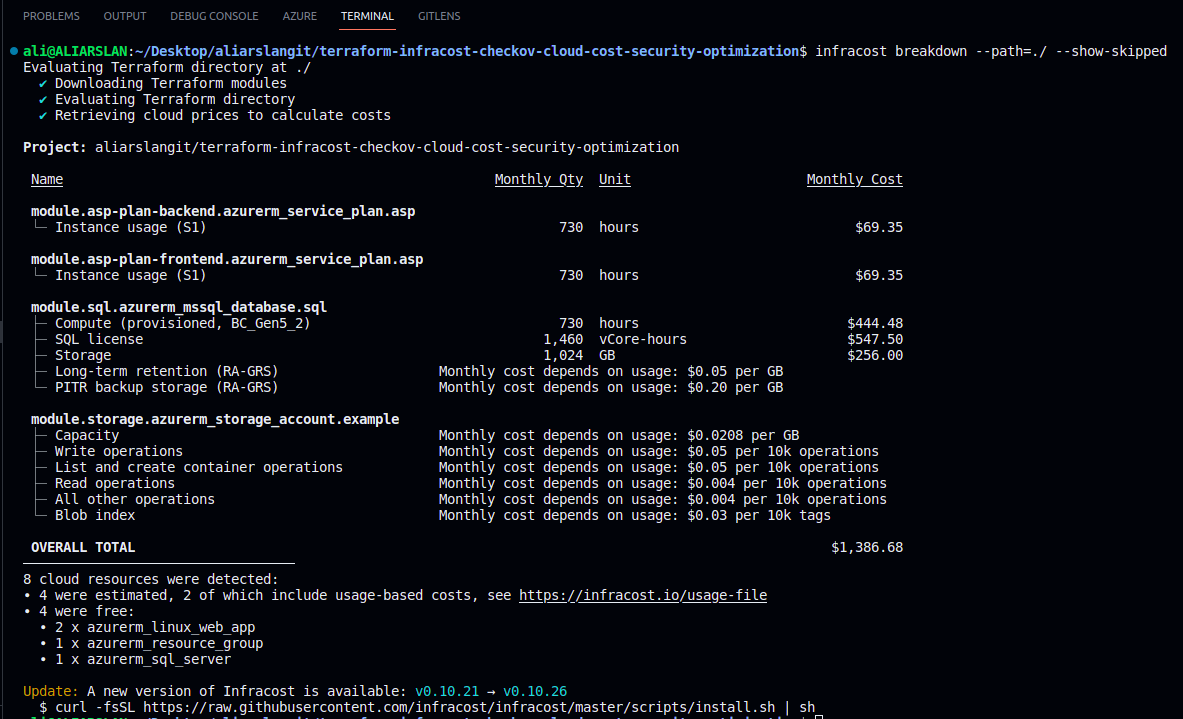 PROBLEMS OUTPUT DEBUG CONSOLE AZURE TERMINAL GITLENS
ali@ALIARSLAN:~/Desktop/aliarslangit/terraform-infracost-checkov-cloud-cost-security-optimization$ infracost breakdown --path=./ --show-skipped
Evaluating Terraform directory at ./
✔ Downloading Terraform modules
✔ Evaluating Terraform directory
✔ Retrieving cloud prices to calculate costs
Project: aliarslangit/terraform-infracost-checkov-cloud-cost-security-optimization
Name Monthly Qty Unit Monthly Cost
module.asp-plan-backend.azurerm_service_plan.asp
└─ Instance usage (S1) 730 hours $69.35
module.asp-plan-frontend.azurerm_service_plan.asp
└─ Instance usage (S1) 730 hours $69.35
module.sql.azurerm_mssql_database.sql
├─ Compute (provisioned, BC_Gen5_2) 730 hours $444.48
├─ SQL license 1,460 vCore-hours $547.50
├─ Storage 1,024 GB $256.00
├─ Long-term retention (RA-GRS) Monthly cost depends on usage: $0.05 per GB
└─ PITR backup storage (RA-GRS) Monthly cost depends on usage: $0.20 per GB
module.storage.azurerm_storage_account.example
├─ Capacity Monthly cost depends on usage: $0.0208 per GB
├─ Write operations Monthly cost depends on usage: $0.05 per 10k operations
├─ List and create container operations Monthly cost depends on usage: $0.05 per 10k operations
├─ Read operations Monthly cost depends on usage: $0.004 per 10k operations
├─ All other operations Monthly cost depends on usage: $0.004 per 10k operations
└─ Blob index Monthly cost depends on usage: $0.03 per 10k tags
OVERALL TOTAL $1,386.68
8 cloud resources were detected:
• 4 were estimated, 2 of which include usage-based costs, see https://infracost.io/usage-file
• 4 were free:
• 2 x azurerm_linux_web_app
• 1 x azurerm_resource_group
• 1 x azurerm_sql_server
Update: A new version of Infracost is available: v0.10.21 → v0.10.26
$ curl -fsSL https://raw.githubusercontent.com/infracost/infracost/master/scripts/install.sh | sh